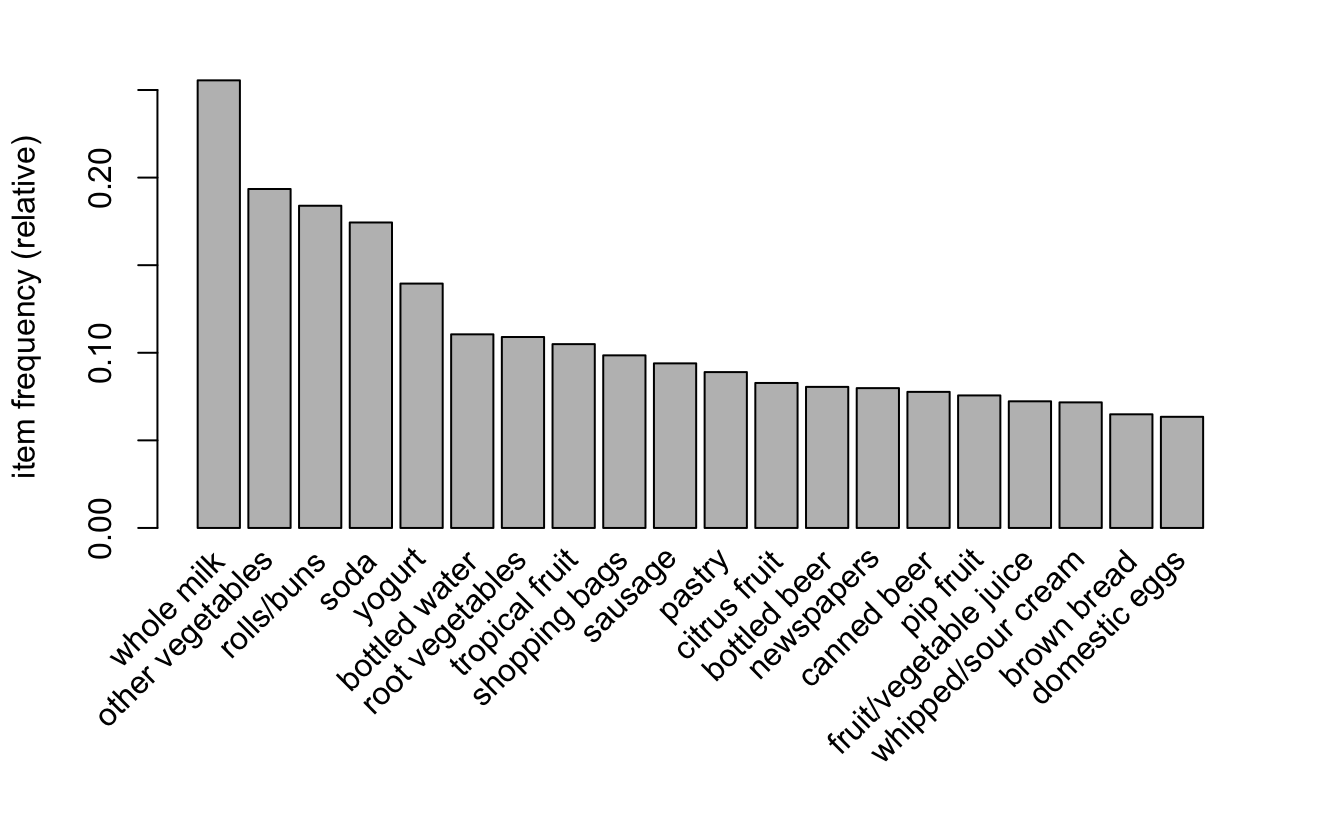 item frequency (relative)
0.20
0.10
0.00
whole milk
other vegetables
rolls/buns
soda
yogurt
bottled water
root vegetables
tropical fruit
shopping bags
sausage
pastry
citrus fruit
bottled beer
newspapers
canned beer
pip fruit
fruit/vegetable juice
whipped/sour cream
brown bread
domestic eggs